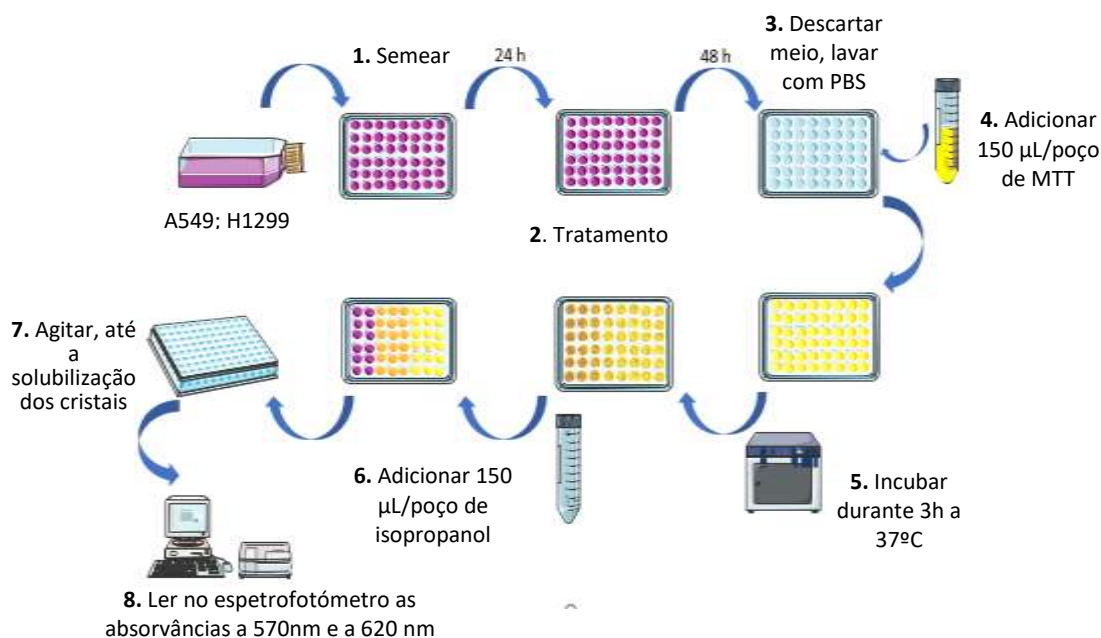 1. Semear
24 h
48 h
3. Descartar
meio, lavar
com PBS
4. Adicionar
150 µL/poço
de MTT
A549; H1299
2. Tratamento
7. Agitar, até
a
solubilização
dos cristais
6. Adicionar 150
µL/poço de
isopropanol
5. Incubar
durante 3h a
37ºC
8. Ler no espetrofotómetro as
absorvâncias a 570nm e a 620 nm